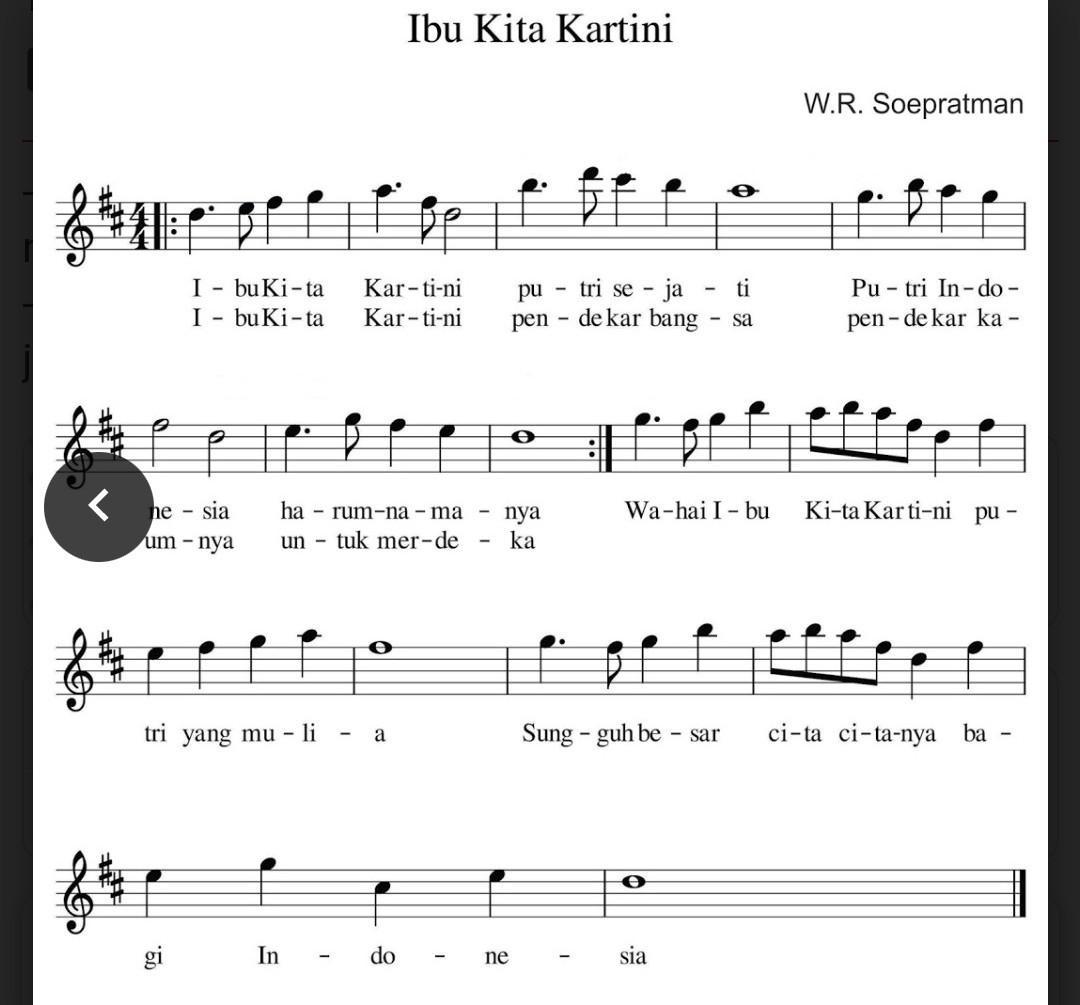 Ibu Kita Kartini
W.R. Soepratman
4
4
I - bu Ki - ta Kar - ti - ni pu - tri se - ja - ti Pu - tri In - do -
I - bu Ki - ta Kar - ti - ni pen - de kar bang - sa pen - de kar ka -
ne - sia ha - rum - na - ma - nya Wa - hai I - bu Ki - ta Kar ti - ni pu -
um - nya un - tuk mer - de - ka
tri yang mu - li - a Sung - guh be - sar ci - ta ci - ta - nya ba -
gi In - do - ne - sia